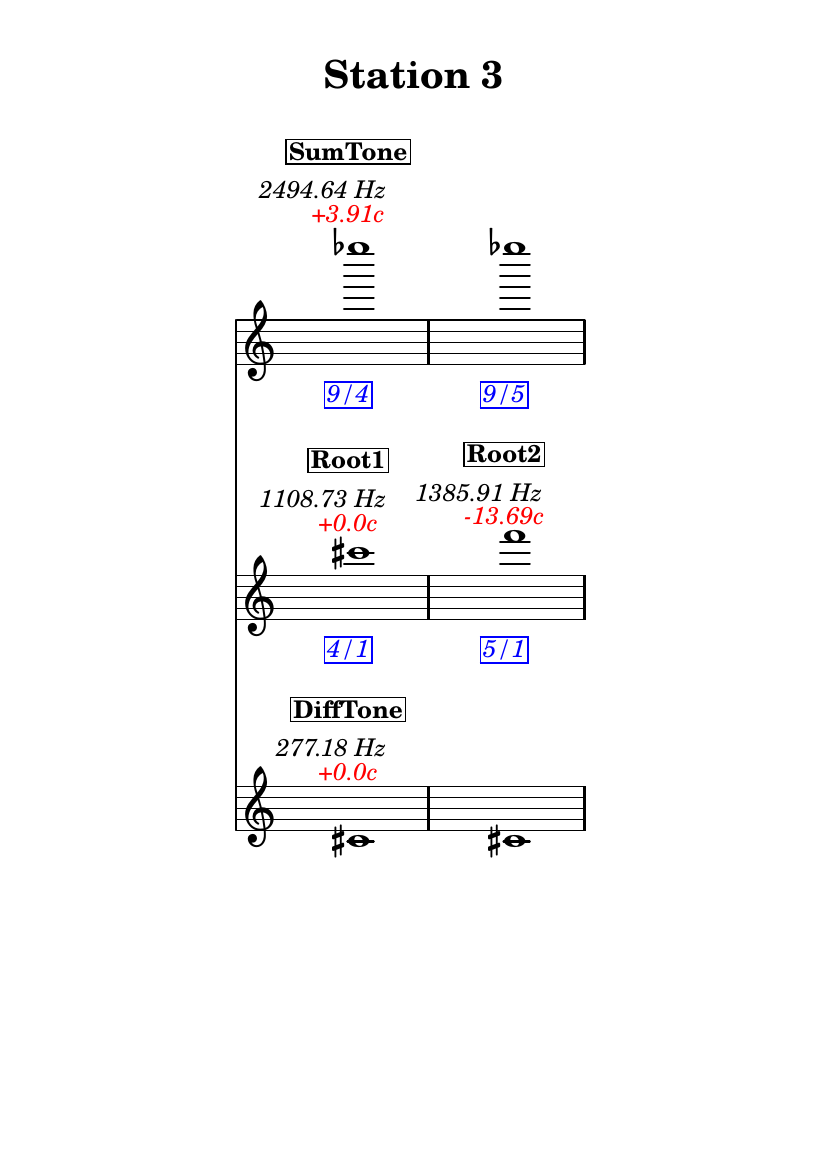 Station 3
SumTone
2494.64 Hz
+3.91c
9/4 9/5
Root1 Root2
1108.73 Hz 1385.91 Hz
+0.0c -13.69c
4/1 5/1
DiffTone
277.18 Hz
+0.0c